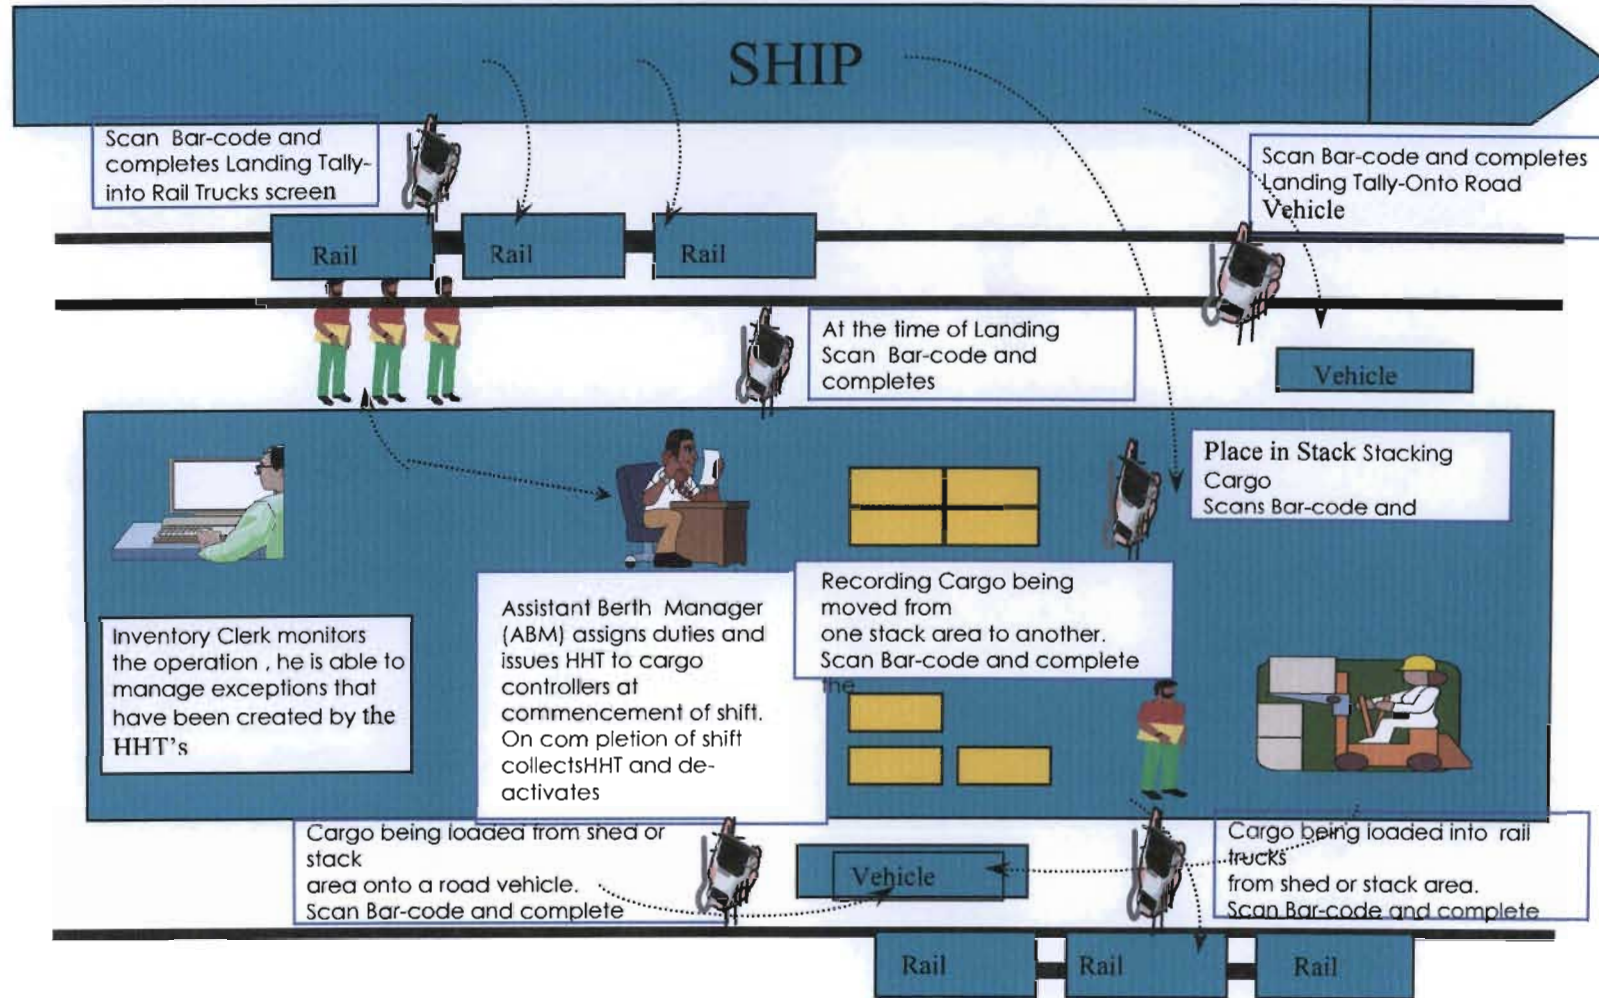 SHIP
Scan Bar-code and
completes Landing Tally-
into Rail Trucks screen
Scan Bar-code and completes
Landing Tally-Onto Road
Vehicle
Rail
Rail
Rail
At the time of Landing
Scan Bar-code and
completes
Vehicle
Place in Stack Stacking
Cargo
Scans Bar-code and
Inventory Clerk monitors
the operation , he is able to
manage exceptions that
have been created by the
HHT's
Assistant Berth Manager
(ABM) assigns duties and
issues HHT to cargo
controllers at
commencement of shift.
On com pletion of shift
collectsHHT and de-
activates
Recording Cargo being
moved from
one stack area to another.
Scan Bar-code and complete
the
Cargo being loaded from shed or
stack
area onto a road vehicle.
Scan Bar-code and complete
Vehicle
Cargo being loaded into rail
trucks
from shed or stack area.
Scan Bar-code and complete
Rail
Rail
Rail